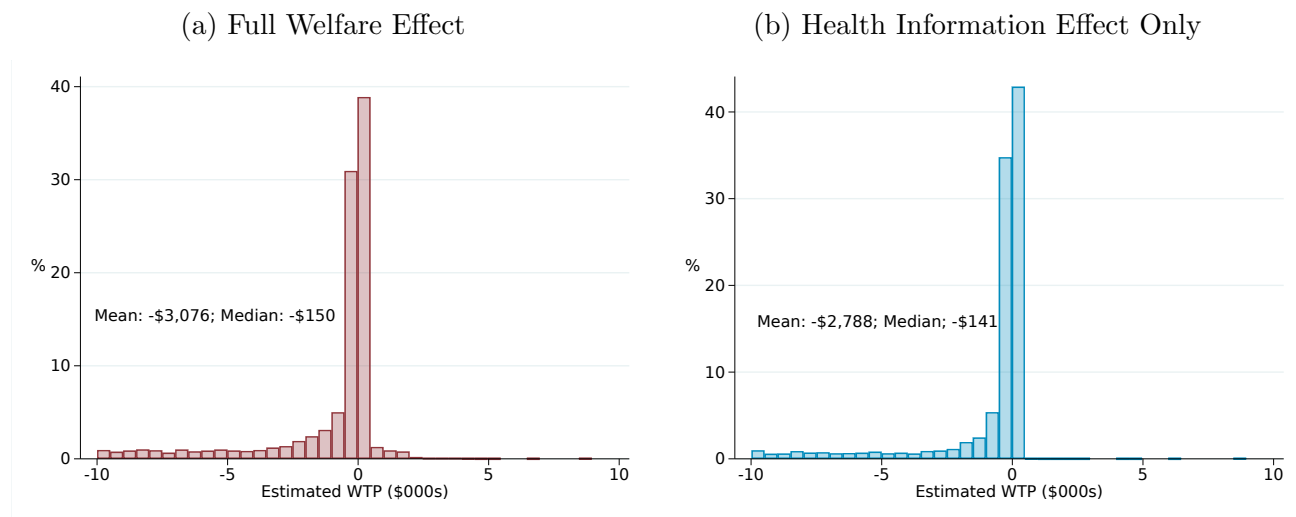 (a) Full Welfare Effect
40
30
%
20
Mean: -$3,076; Median: -$150
10
0
-10 -5 0 5 10
Estimated WTP ($000s)
(b) Health Information Effect Only
40
30
%
20
Mean: -$2,788; Median; -$141
10
0
-10 -5 0 5 10
Estimated WTP ($000s)